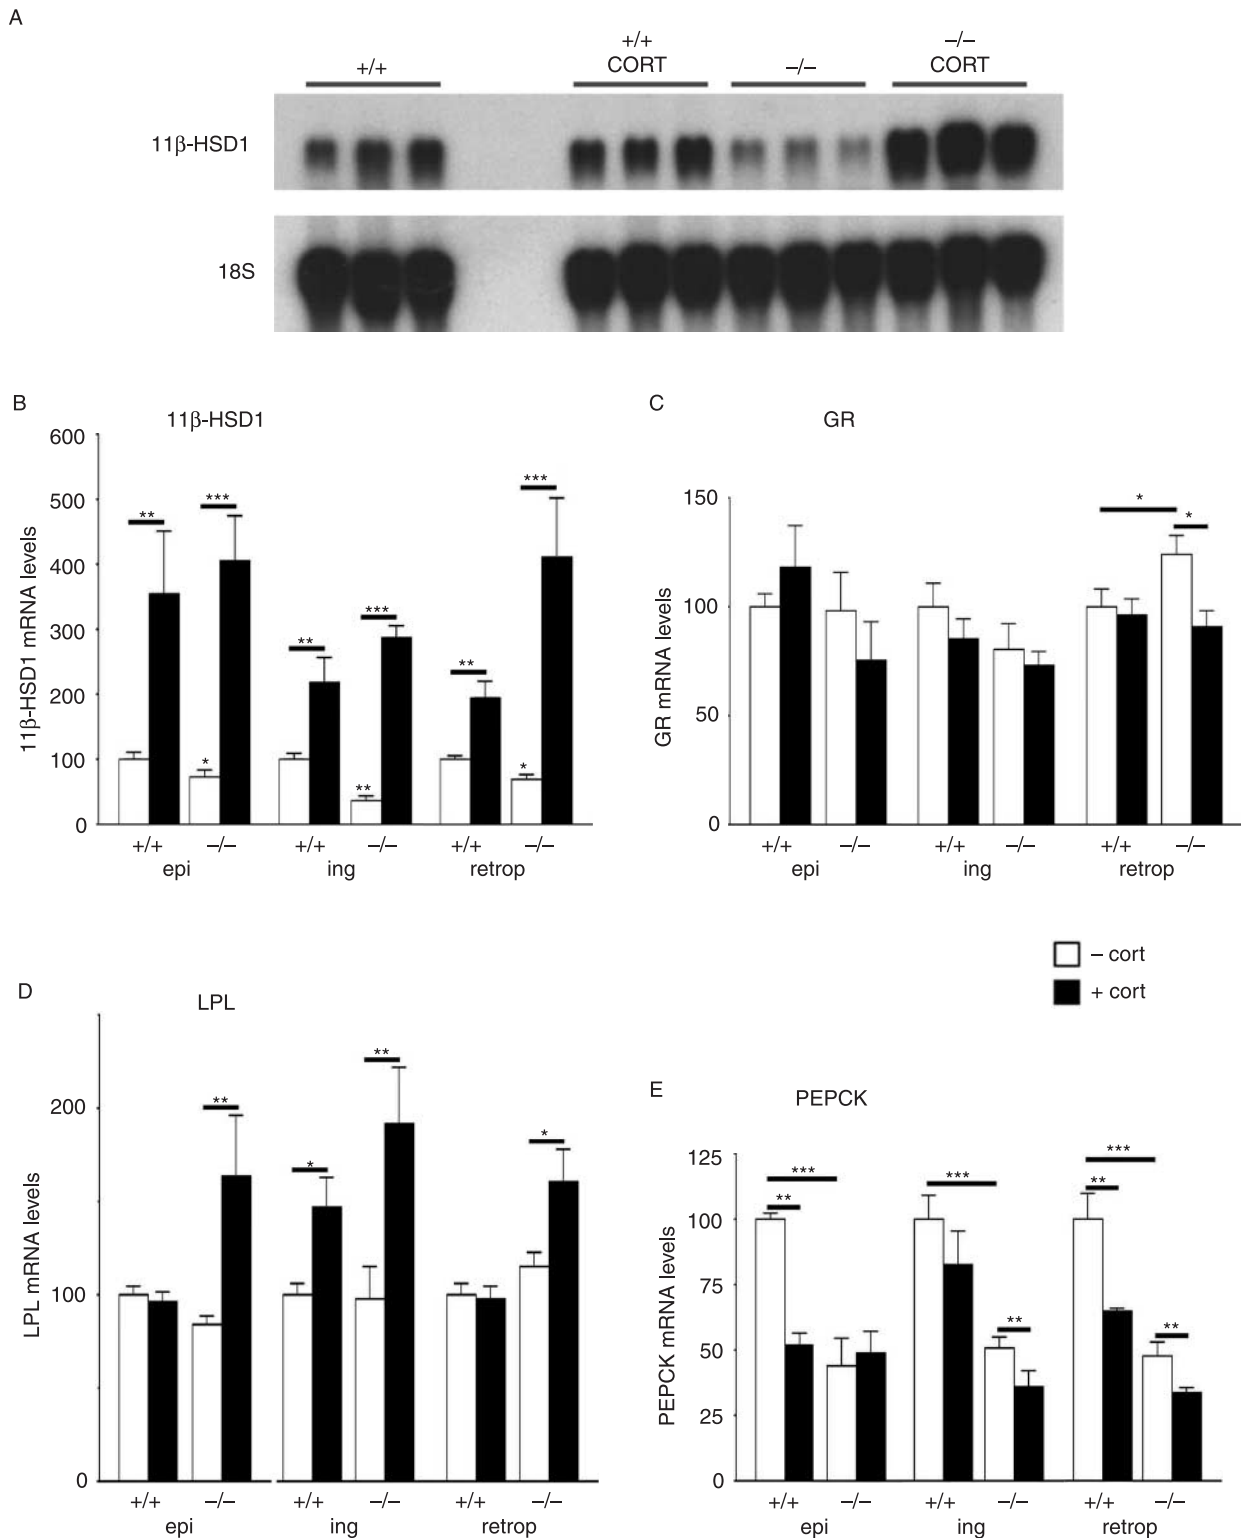 A
+/+
+/+
CORT
–/–
–/–
CORT
11β-HSD1
18S
B
11β-HSD1
11β-HSD1 mRNA levels
600
500
400
300
200
100
0
**
***
*
**
***
**
**
***
*
+/+
–/–
+/+
–/–
+/+
–/–
epi
ing
retrop
C
GR
GR mRNA levels
150
100
50
0
*
*
+/+
–/–
+/+
–/–
+/+
–/–
epi
ing
retrop
– cort
+ cort
D
LPL
LPL mRNA levels
200
100
0
**
*
**
*
+/+
–/–
+/+
–/–
+/+
–/–
epi
ing
retrop
E
PEPCK
PEPCK mRNA levels
125
100
75
50
25
0
***
**
***
**
***
**
**
+/+
–/–
+/+
–/–
+/+
–/–
epi
ing
retrop